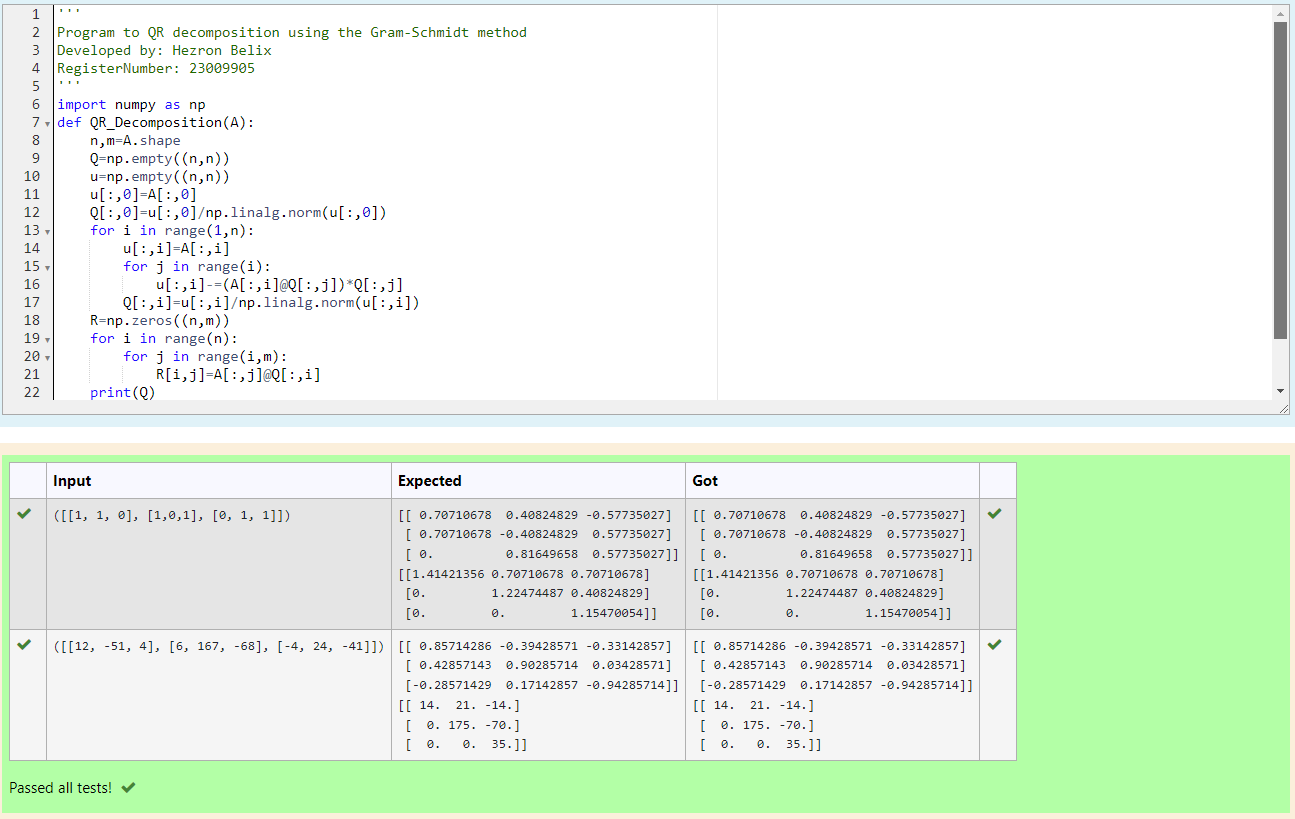 1 '''
2 Program to QR decomposition using the Gram-Schmidt method
3 Developed by: Hezron Belix
4 RegisterNumber: 23009905
5 '''
6 import numpy as np
7 def QR_Decomposition(A):
8     n,m=A.shape
9     Q=np.empty((n,n))
10     u=np.empty((n,n))
11     u[:,0]=A[:,0]
12     Q[:,0]=u[:,0]/np.linalg.norm(u[:,0])
13     for i in range(1,n):
14         u[:,i]=A[:,i]
15         for j in range(i):
16             u[:,i]-=(A[:,i]@Q[:,j])*Q[:,j]
17         Q[:,i]=u[:,i]/np.linalg.norm(u[:,i])
18     R=np.zeros((n,m))
19     for i in range(n):
20         for j in range(i,m):
21             R[i,j]=A[:,j]@Q[:,i]
22     print(Q)
Input Expected Got
([[1, 1, 0], [1,0,1], [0, 1, 1]]) [[ 0.70710678  0.40824829 -0.57735027] [[ 0.70710678  0.40824829 -0.57735027]
[ 0.70710678 -0.40824829  0.57735027] [ 0.70710678 -0.40824829  0.57735027]
[ 0.          0.81649658  0.57735027]] [ 0.          0.81649658  0.57735027]]
[[1.41421356 0.70710678 0.70710678] [[1.41421356 0.70710678 0.70710678]
[0.         1.22474487 0.40824829] [0.         1.22474487 0.40824829]
[0.         0.         1.15470054]] [0.         0.         1.15470054]]
([[12, -51, 4], [6, 167, -68], [-4, 24, -41]]) [[ 0.85714286 -0.39428571 -0.33142857] [[ 0.85714286 -0.39428571 -0.33142857]
[ 0.42857143  0.90285714  0.03428571] [ 0.42857143  0.90285714  0.03428571]
[-0.28571429  0.17142857 -0.94285714]] [-0.28571429  0.17142857 -0.94285714]]
[[ 14.  21. -14.] [[ 14.  21. -14.]
[  0. 175. -70.] [  0. 175. -70.]
[  0.   0.  35.]] [  0.   0.  35.]]
Passed all tests!